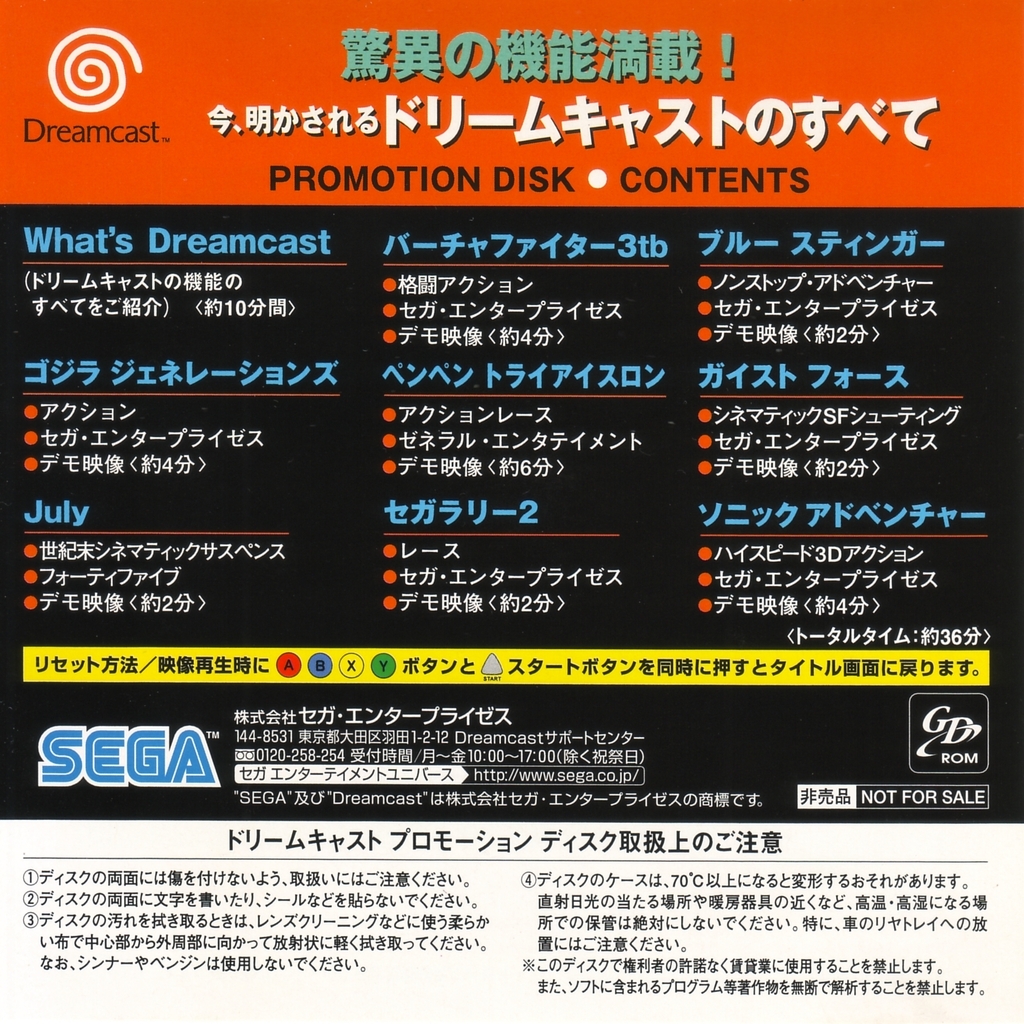 驚異の機能満載!
今、明かされるドリームキャストのすべて
Dreamcast™
PROMOTION DISK ● CONTENTS
What's Dreamcast
(ドリームキャストの機能の
すべてをご紹介) 〈約10分間〉
バーチャファイター3tb
●格闘アクション
●セガ・エンタープライゼス
●デモ映像〈約4分〉
ブルー スティンガー
●ノンストップ・アドベンチャー
●セガ・エンタープライゼス
●デモ映像〈約2分〉
ゴジラ ジェネレーションズ
●アクション
●セガ・エンタープライゼス
●デモ映像〈約4分〉
ペンペン トライアイスロン
●アクションレース
●ゼネラル・エンタテイメント
●デモ映像〈約6分〉
ガイスト フォース
●シネマティックSFシューティング
●セガ・エンタープライゼス
●デモ映像〈約2分〉
July
●世紀末シネマティックサスペンス
●フォーティファイブ
●デモ映像〈約2分〉
セガラリー2
●レース
●セガ・エンタープライゼス
●デモ映像〈約2分〉
ソニック アドベンチャー
●ハイスピード3Dアクション
●セガ・エンタープライゼス
●デモ映像〈約4分〉
〈トータルタイム:約36分〉
リセット方法/映像再生時に A B X Y ボタンと START スタートボタンを同時に押すとタイトル画面に戻ります。
SEGA™
株式会社セガ・エンタープライゼス
144-8531 東京都大田区羽田1-2-12 Dreamcastサポートセンター
0120-258-254 受付時間/月〜金10:00〜17:00(除く祝祭日)
セガ エンターテイメントユニバース http://www.sega.co.jp/
"SEGA"及び"Dreamcast"は株式会社セガ・エンタープライゼスの商標です。
GD ROM
非売品 NOT FOR SALE
ドリームキャスト プロモーション ディスク取扱上のご注意
①ディスクの両面には傷を付けないよう、取扱いにはご注意ください。
②ディスクの両面に文字を書いたり、シールなどを貼らないでください。
③ディスクの汚れを拭き取るときは、レンズクリーニングなどに使う柔らか
い布で中心部から外周部に向かって放射状に軽く拭き取ってください。
なお、シンナーやベンジンは使用しないでください。
④ディスクのケースは、70℃以上になると変形するおそれがあります。
直射日光の当たる場所や暖房器具の近くなど、高温・高湿になる場
所での保管は絶対にしないでください。特に、車のリヤトレイへの放
置にはご注意ください。
※このディスクで権利者の許諾なく賃貸業に使用することを禁止します。
また、ソフトに含まれるプログラム等著作物を無断で解析することを禁止します。